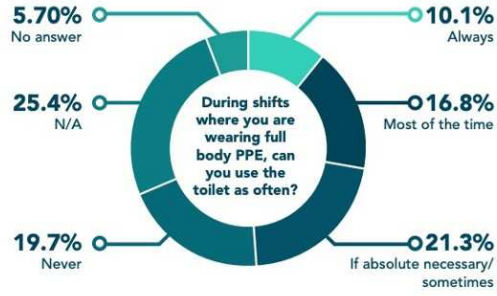 5.70%
No answer
10.1%
Always
25.4%
N/A
During shifts
where you are
wearing full
body PPE, can
you use the
toilet as often?
16.8%
Most of the time
19.7%
Never
21.3%
If absolute necessary/
sometimes